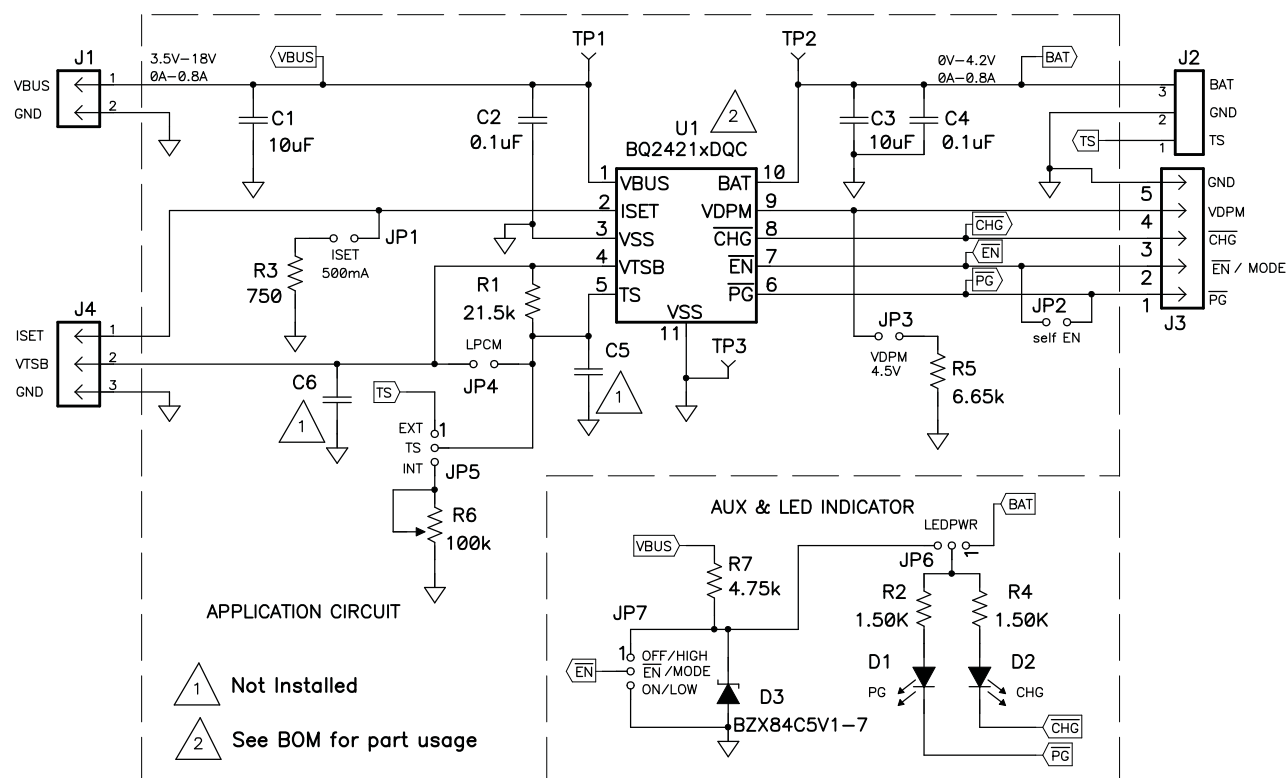 TP1
TP2
J1
3.5V-18V
0A-0.8A
VBUS
0V-4.2V
0A-0.8A
BAT
J2
VBUS
1
GND
2
3
BAT
2
GND
TS
1
TS
C1
10uF
C2
0.1uF
2
C3
10uF
C4
0.1uF
U1
BQ2421xDQC
1
VBUS
BAT
10
2
ISET
VDPM
9
3
VSS
CHG
8
4
VTSB
EN
7
5
TS
PG
6
VSS
11
5
GND
4
VDPM
3
CHG
2
EN / MODE
1
PG
J3
CHG
EN
PG
JP1
ISET
500mA
R3
750
R1
21.5k
JP2
self EN
JP3
VDPM
4.5V
R5
6.65k
TP3
J4
ISET
1
VTSB
2
GND
3
LPCM
JP4
C5
1
C6
1
TS
EXT
1
TS
INT
JP5
R6
100k
APPLICATION CIRCUIT
1
Not Installed
2
See BOM for part usage
AUX & LED INDICATOR
BAT
LEDPWR
1
JP6
VBUS
R7
4.75k
R2
1.50K
R4
1.50K
JP7
1
OFF/HIGH
EN
EN/MODE
ON/LOW
D3
BZX84C5V1-7
D1
PG
D2
CHG
CHG
PG